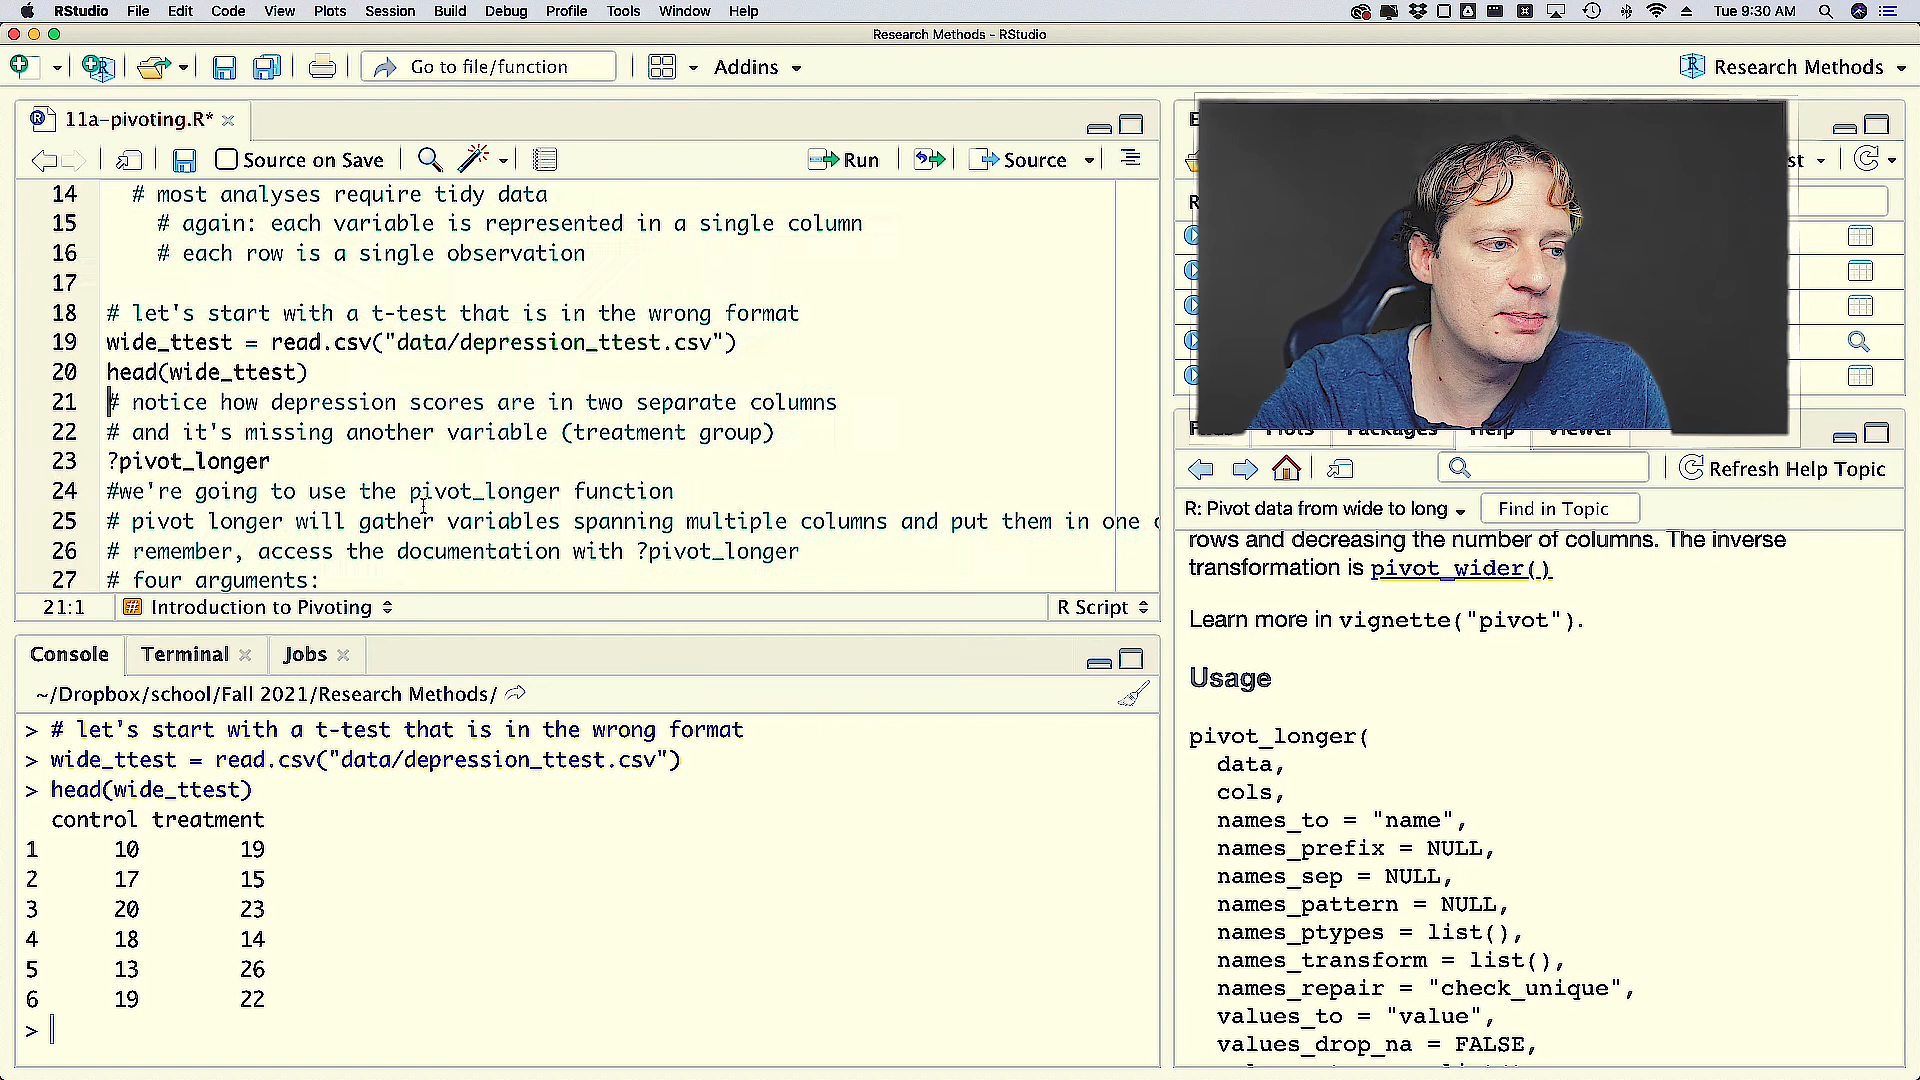 RStudio File Edit Code View Plots Session Build Debug Profile Tools Window Help Tue 9:30 AM
Research Methods - RStudio
Go to file/function Addins Research Methods
11a-pivoting.R*
Source on Save Run Source
14 # most analyses require tidy data
15 # again: each variable is represented in a single column
16 # each row is a single observation
17
18 # let's start with a t-test that is in the wrong format
19 wide_ttest = read.csv("data/depression_ttest.csv")
20 head(wide_ttest)
21 # notice how depression scores are in two separate columns
22 # and it's missing another variable (treatment group)
23 ?pivot_longer
24 #we're going to use the pivot_longer function
25 # pivot longer will gather variables spanning multiple columns and put them in one
26 # remember, access the documentation with ?pivot_longer
27 # four arguments:
21:1 Introduction to Pivoting R Script
Console Terminal Jobs
~/Dropbox/school/Fall 2021/Research Methods/
> # let's start with a t-test that is in the wrong format
> wide_ttest = read.csv("data/depression_ttest.csv")
> head(wide_ttest)
control treatment
1 10 19
2 17 15
3 20 23
4 18 14
5 13 26
6 19 22
>
Plots Packages Help Viewer
Refresh Help Topic
R: Pivot data from wide to long Find in Topic
rows and decreasing the number of columns. The inverse
transformation is pivot_wider()
Learn more in vignette("pivot").
Usage
pivot_longer(
data,
cols,
names_to = "name",
names_prefix = NULL,
names_sep = NULL,
names_pattern = NULL,
names_ptypes = list(),
names_transform = list(),
names_repair = "check_unique",
values_to = "value",
values_drop_na = FALSE,